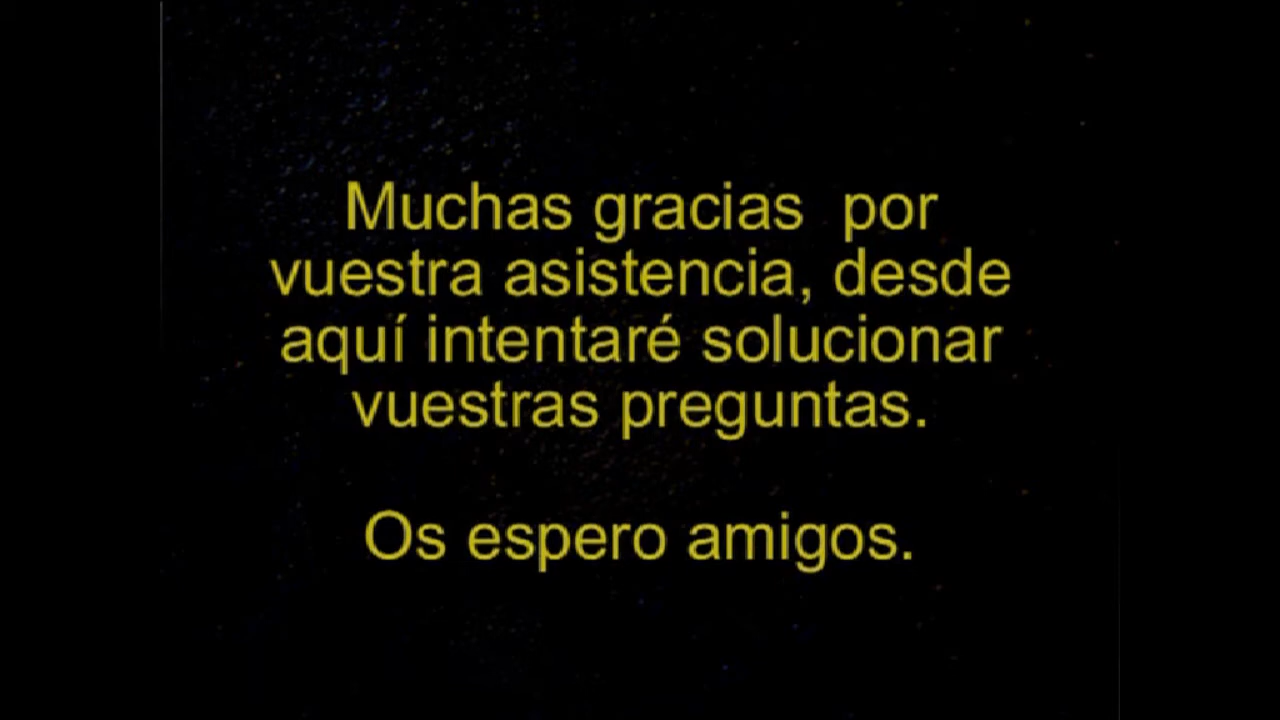 Muchas gracias  por
vuestra asistencia, desde
aquí intentaré solucionar
vuestras preguntas.
Os espero amigos.